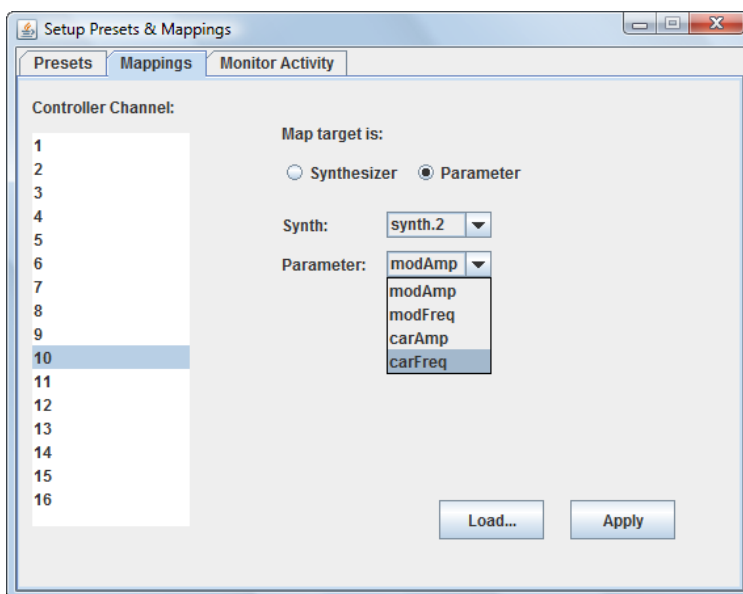 Setup Presets & Mappings
Presets Mappings Monitor Activity
Controller Channel:
1
2
3
4
5
6
7
8
9
10
11
12
13
14
15
16
Map target is:
Synthesizer Parameter
Synth: synth.2
Parameter: modAmp
modAmp
modFreq
carAmp
carFreq
Load... Apply